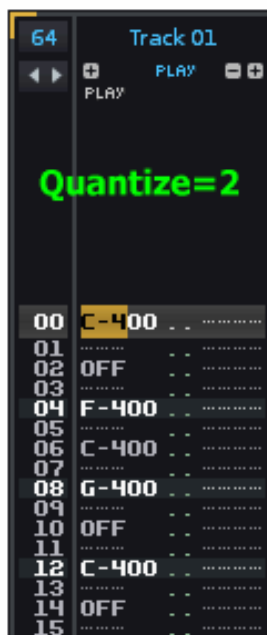 64 Track 01
PLAY
PLAY
Quantize=2
00 C-400 .. ............
01 ...... .. ............
02 OFF .. ............
03 ...... .. ............
04 F-400 .. ............
05 ...... .. ............
06 C-400 .. ............
07 ...... .. ............
08 G-400 .. ............
09 ...... .. ............
10 OFF .. ............
11 ...... .. ............
12 C-400 .. ............
13 ...... .. ............
14 OFF .. ............
15 ...... .. ............